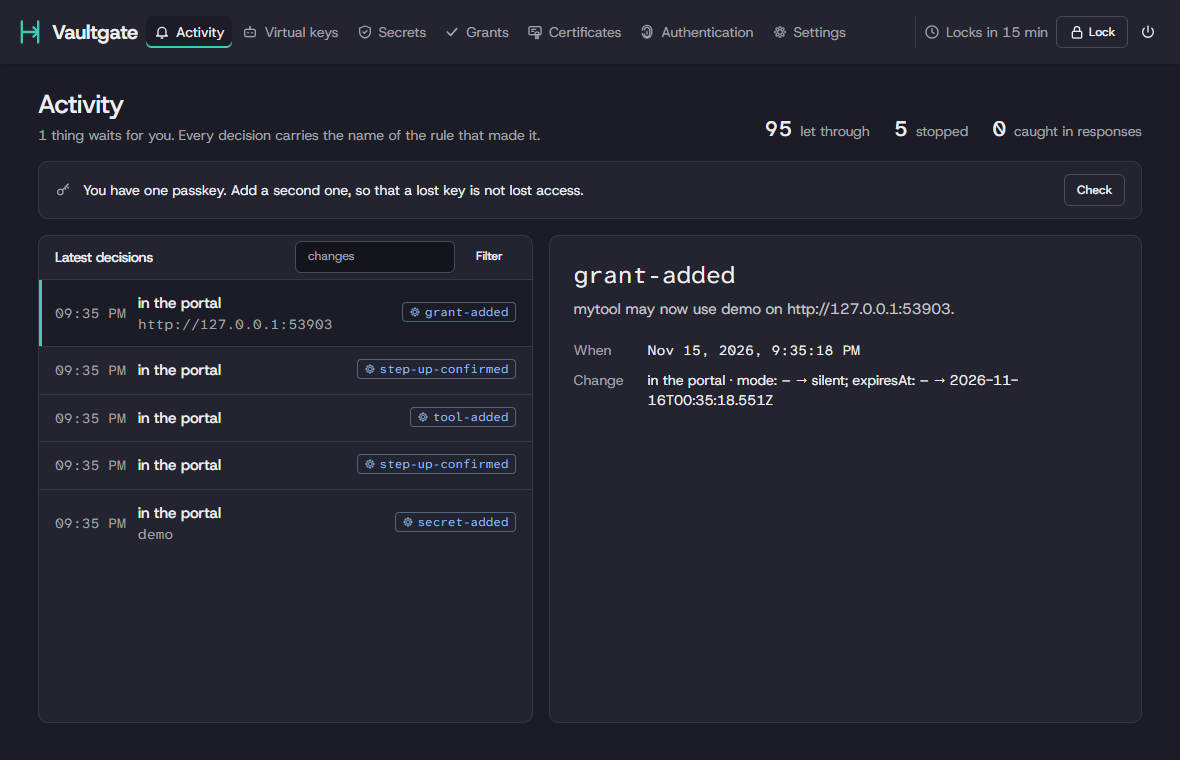 Vaultgate
Activity
Virtual keys
Secrets
Grants
Certificates
Authentication
Settings
Locks in 15 min
Lock
Activity
1 thing waits for you. Every decision carries the name of the rule that made it.
95 let through
5 stopped
0 caught in responses
You have one passkey. Add a second one, so that a lost key is not lost access.
Check
Latest decisions
changes
Filter
09:35 PM
in the portal
http://127.0.0.1:53903
grant-added
09:35 PM
in the portal
step-up-confirmed
09:35 PM
in the portal
tool-added
09:35 PM
in the portal
step-up-confirmed
09:35 PM
in the portal
demo
secret-added
grant-added
mytool may now use demo on http://127.0.0.1:53903.
When
Nov 15, 2026, 9:35:18 PM
Change
in the portal · mode: – → silent; expiresAt: – → 2026-11-
16T00:35:18.551Z